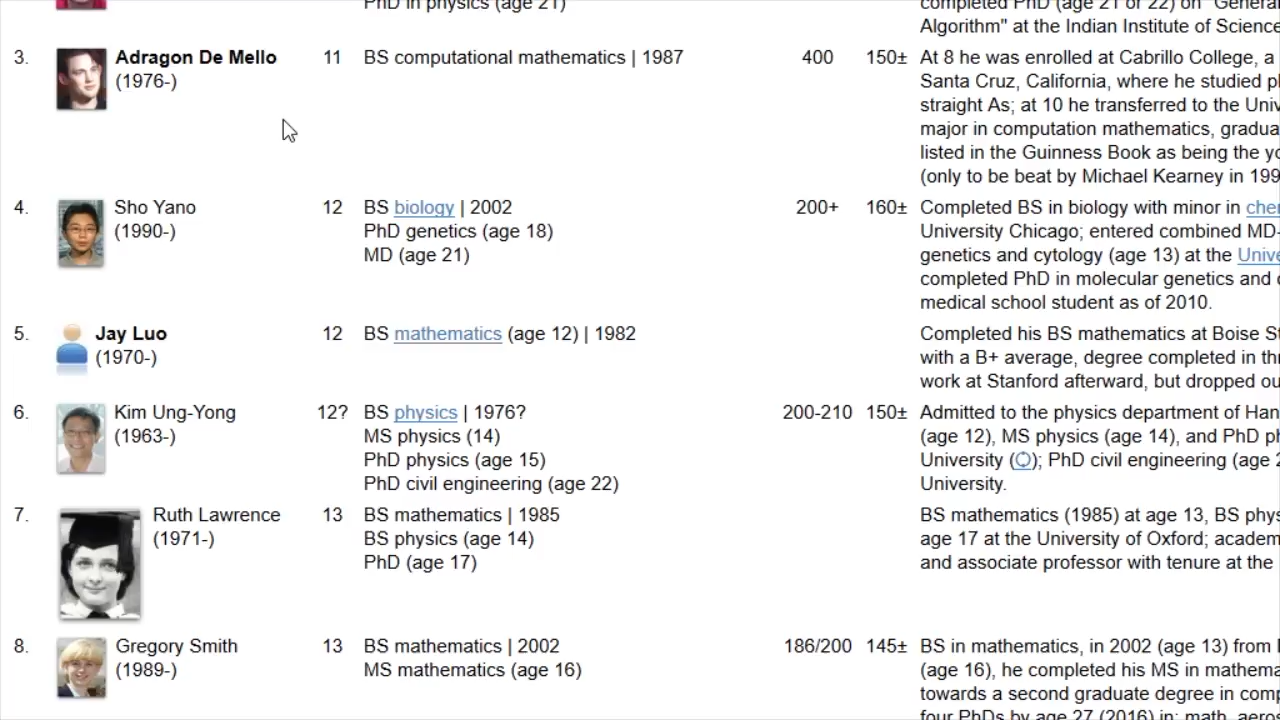 PhD in physics (age 21)
completed PhD (age 21 or 22) on "General
Algorithm" at the Indian Institute of Science
3. Adragon De Mello 11 BS computational mathematics | 1987 400 150± At 8 he was enrolled at Cabrillo College, a
(1976-) Santa Cruz, California, where he studied
straight As; at 10 he transferred to the
major in computation mathematics,
listed in the Guinness Book as being the
(only to be beat by Michael Kearney in
4. Sho Yano 12 BS biology | 2002 200+ 160± Completed BS in biology with minor in
(1990-) PhD genetics (age 18) University Chicago; entered combined MD-
MD (age 21) genetics and cytology (age 13) at the
completed PhD in molecular genetics and
medical school student as of 2010.
5. Jay Luo 12 BS mathematics (age 12) | 1982 Completed his BS mathematics at Boise
(1970-) with a B+ average, degree completed in
work at Stanford afterward, but dropped
6. Kim Ung-Yong 12? BS physics | 1976? 200-210 150± Admitted to the physics department of
(1963-) MS physics (14) (age 12), MS physics (age 14), and PhD
PhD physics (age 15) University ( ); PhD civil engineering (age
PhD civil engineering (age 22) University.
7. Ruth Lawrence 13 BS mathematics | 1985 BS mathematics (1985) at age 13, BS
(1971-) BS physics (age 14) age 17 at the University of Oxford;
PhD (age 17) and associate professor with tenure at the
8. Gregory Smith 13 BS mathematics | 2002 186/200 145± BS in mathematics, in 2002 (age 13) from
(1989-) MS mathematics (age 16) (age 16), he completed his MS in
towards a second graduate degree in
four PhDs by age 27 (2016) in: math,